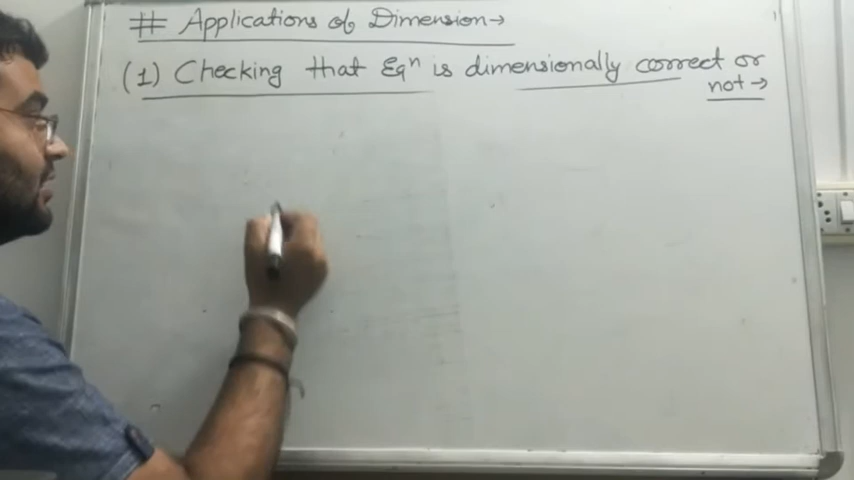 # Applications of Dimension→
(1) Checking that Eqⁿ is dimensionally correct or
not→